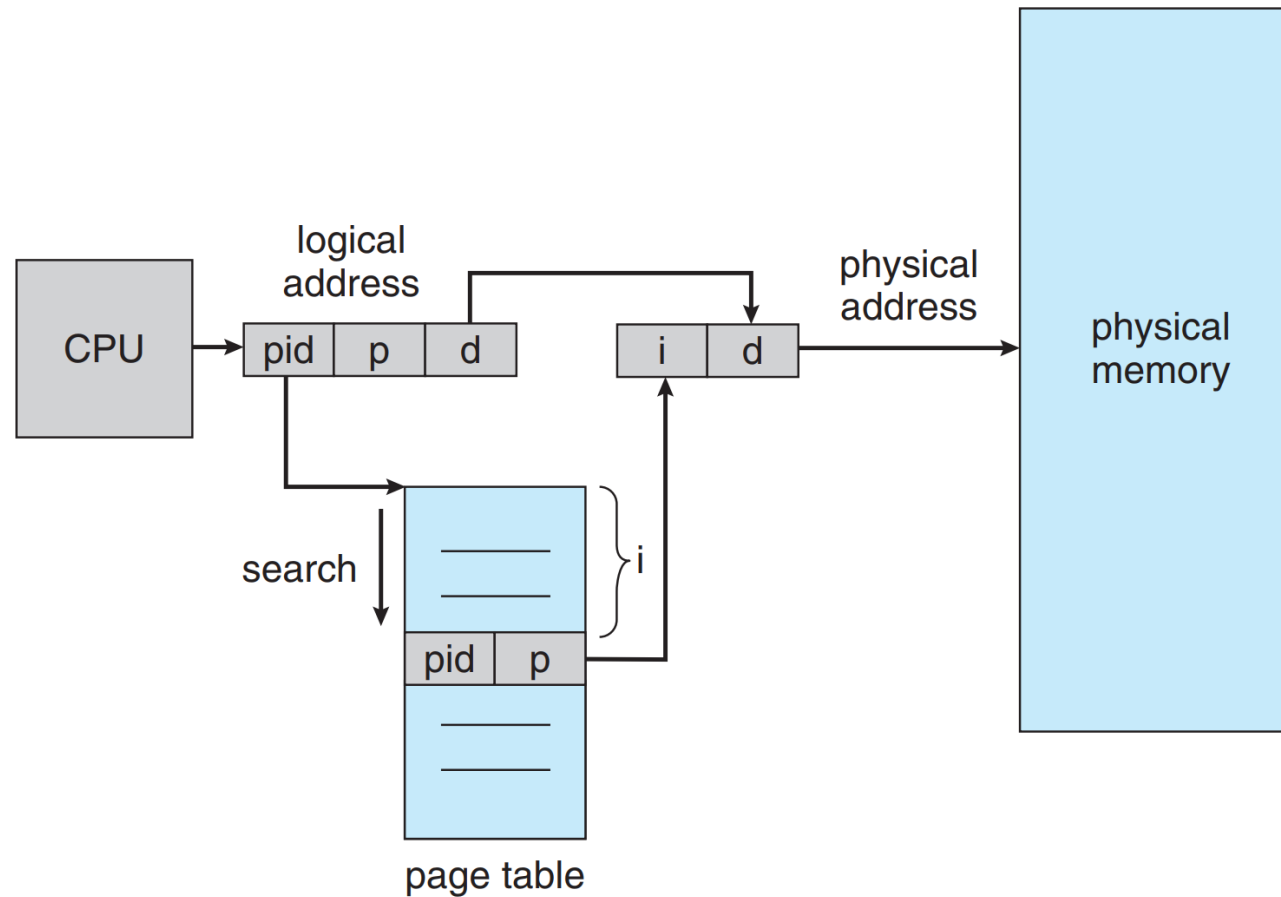 logical
address
physical
address
CPU
pid p d
i d
physical
memory
search
i
pid p
page table